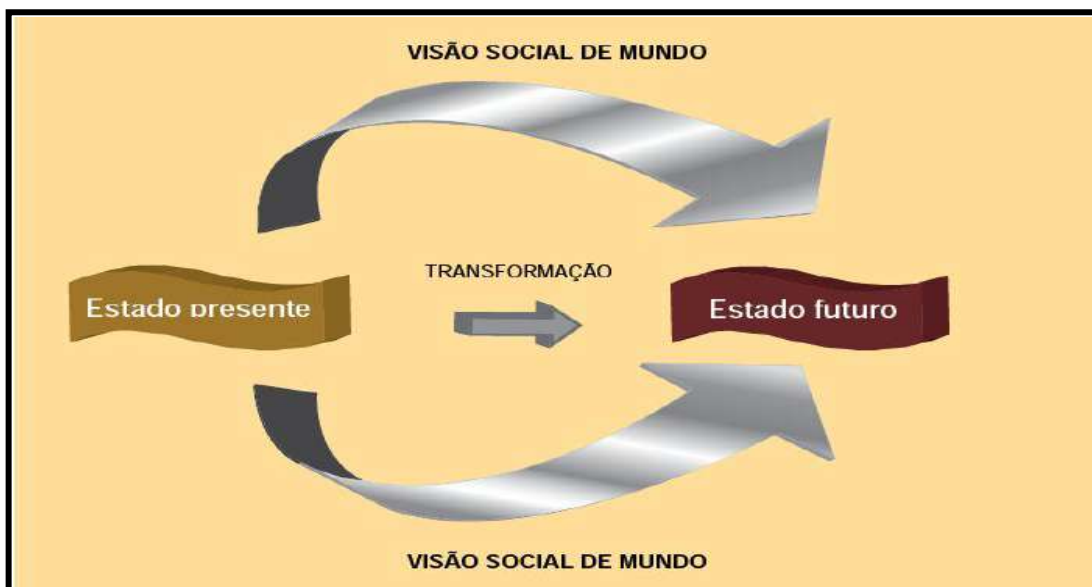 VISÃO SOCIAL DE MUNDO
TRANSFORMAÇÃO
Estado presente
Estado futuro
VISÃO SOCIAL DE MUNDO